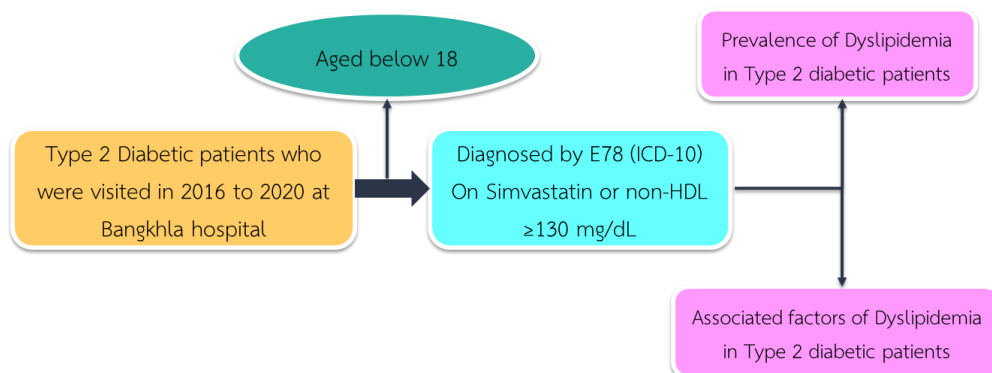 Aged below 18
Prevalence of Dyslipidemia
in Type 2 diabetic patients
Type 2 Diabetic patients who
were visited in 2016 to 2020 at
Bangkhla hospital
Diagnosed by E78 (ICD-10)
On Simvastatin or non-HDL
≥130 mg/dL
Associated factors of Dyslipidemia
in Type 2 diabetic patients